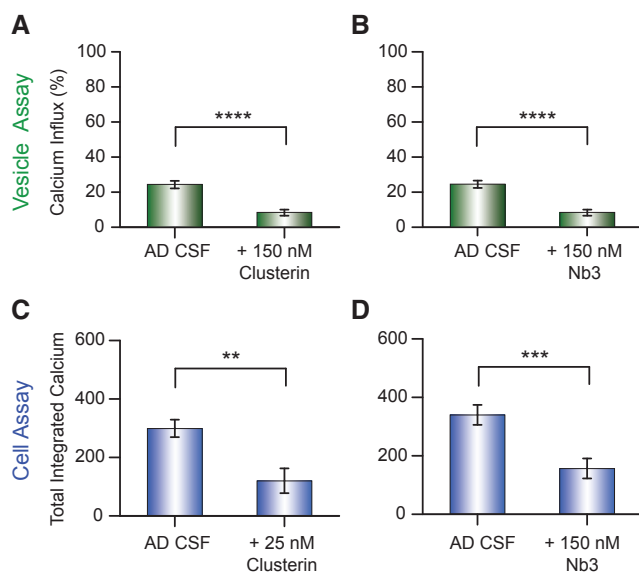 A
B
Vesicle Assay
Calcium Influx (%)
100
80
60
40
20
0
****
AD CSF
+ 150 nM
Clusterin
100
80
60
40
20
0
****
AD CSF
+ 150 nM
Nb3
C
D
Cell Assay
Total Integrated Calcium
600
400
200
0
**
AD CSF
+ 25 nM
Clusterin
600
400
200
0
***
AD CSF
+ 150 nM
Nb3